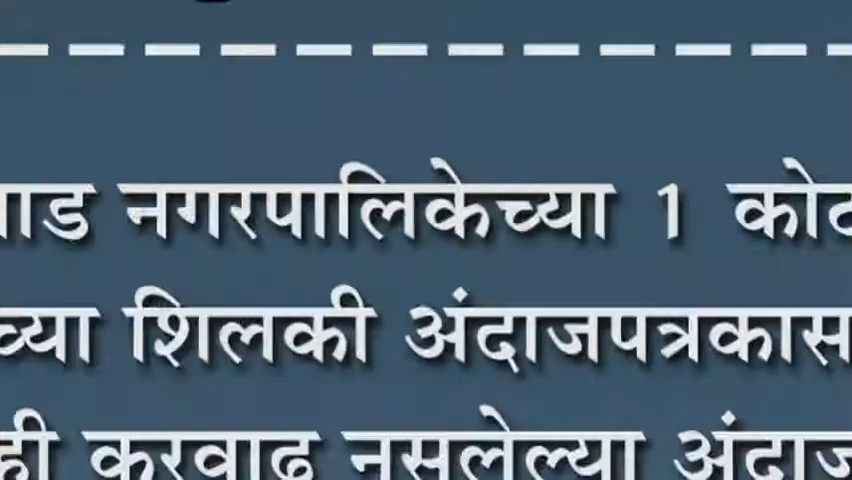 नगरपालिकेच्या 1
च्या शिलकी अंदाजपत्रकास
ही करवाढ नसलेल्या